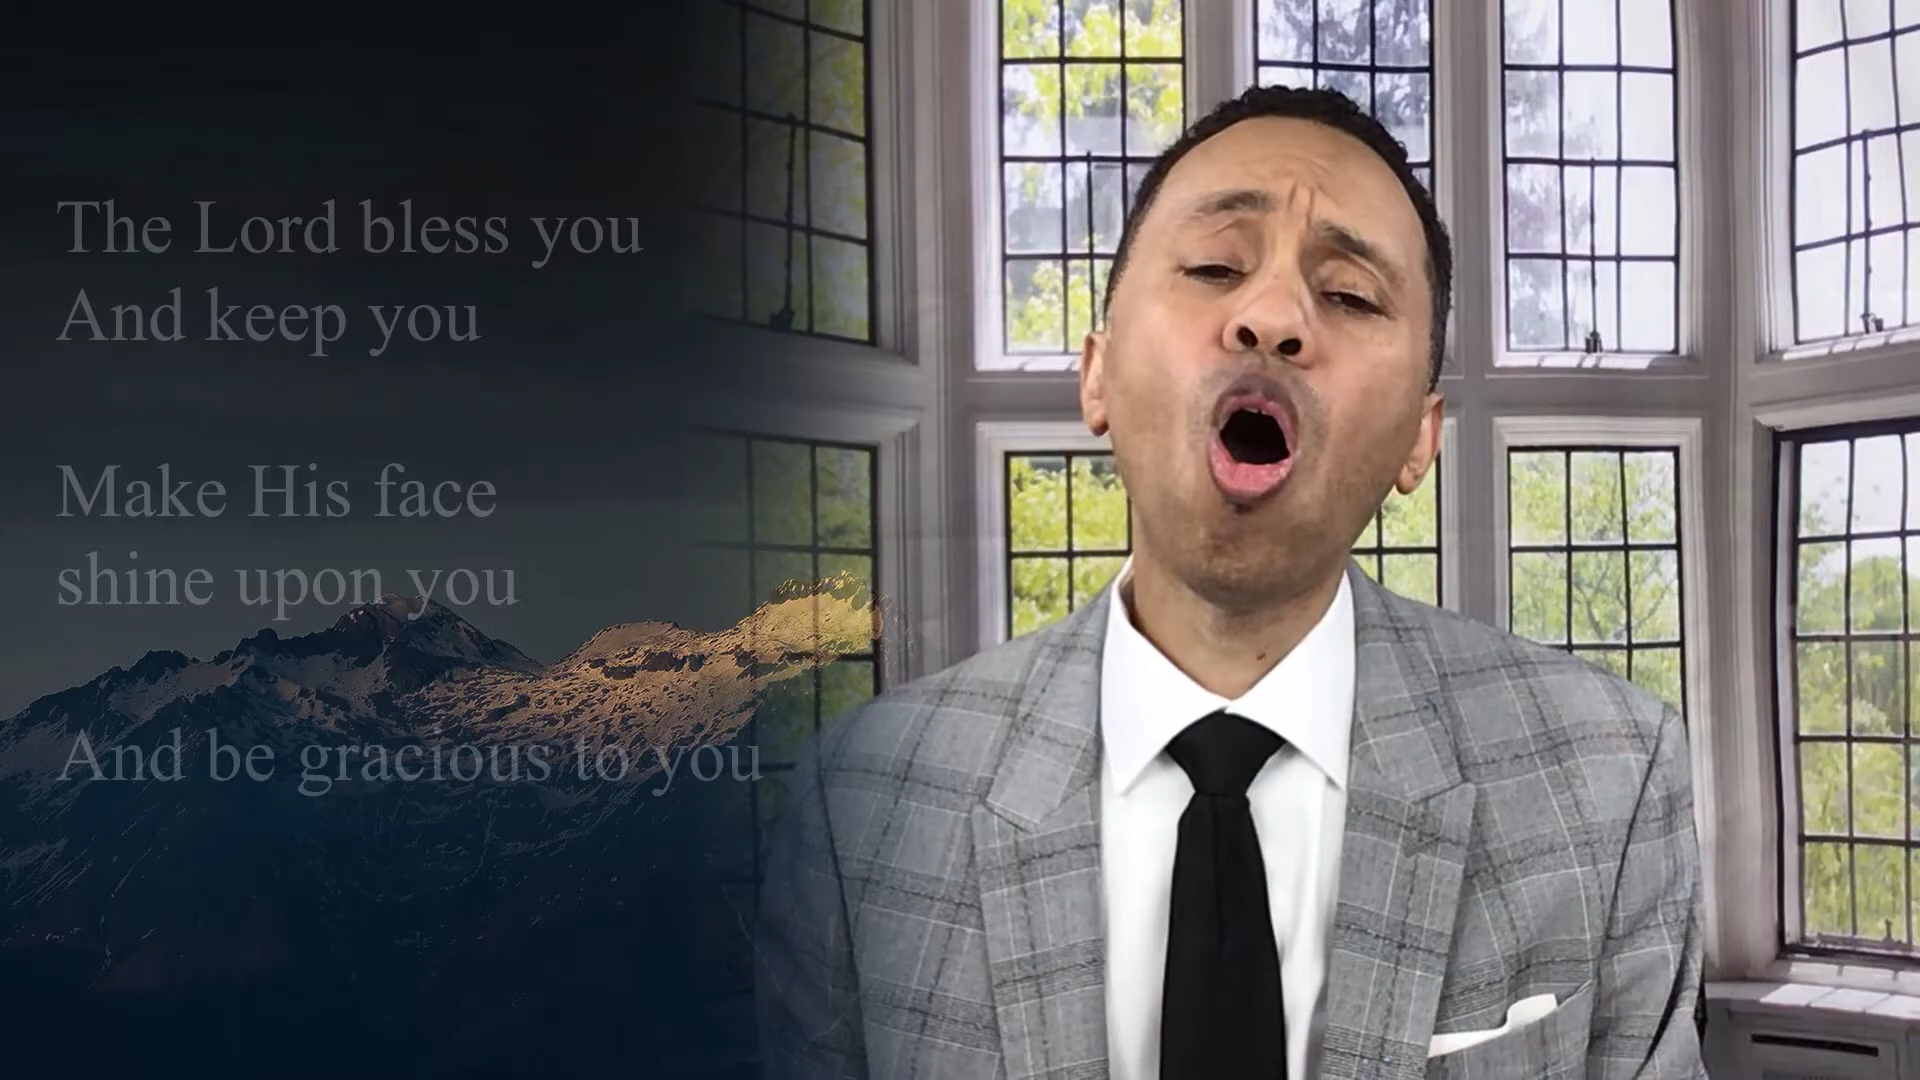 The Lord bless you
And keep you
Make His face
shine upon you
And be gracious to you